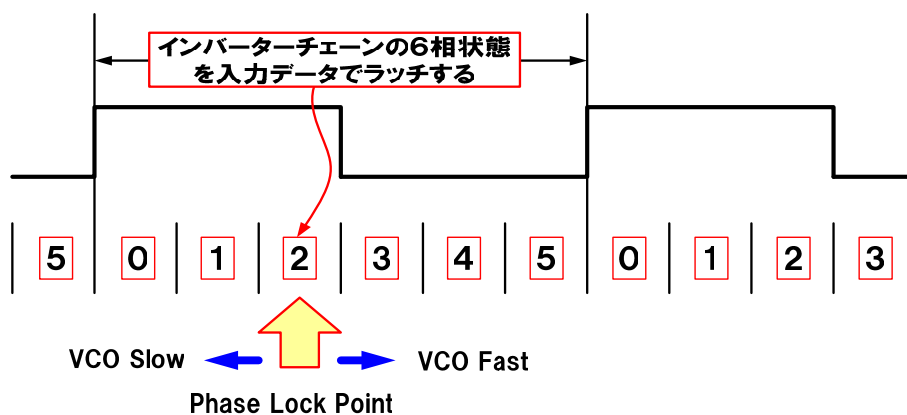 インバーターチェーンの6相状態
を入力データでラッチする
5 0 1 2 3 4 5 0 1 2 3
VCO Slow VCO Fast
Phase Lock Point